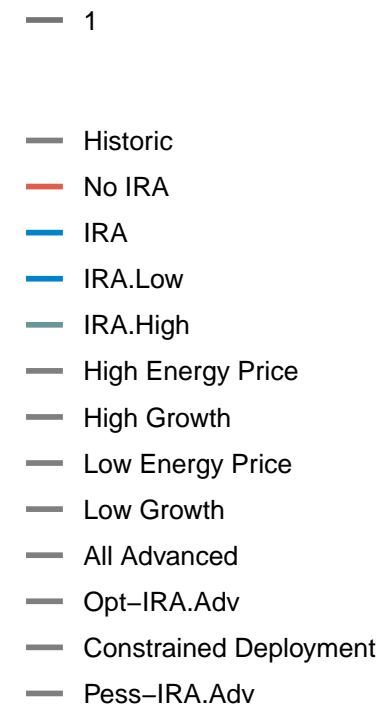 1
Historic
No IRA
IRA
IRA.Low
IRA.High
High Energy Price
High Growth
Low Energy Price
Low Growth
All Advanced
Opt−IRA.Adv
Constrained Deployment
Pess−IRA.Adv